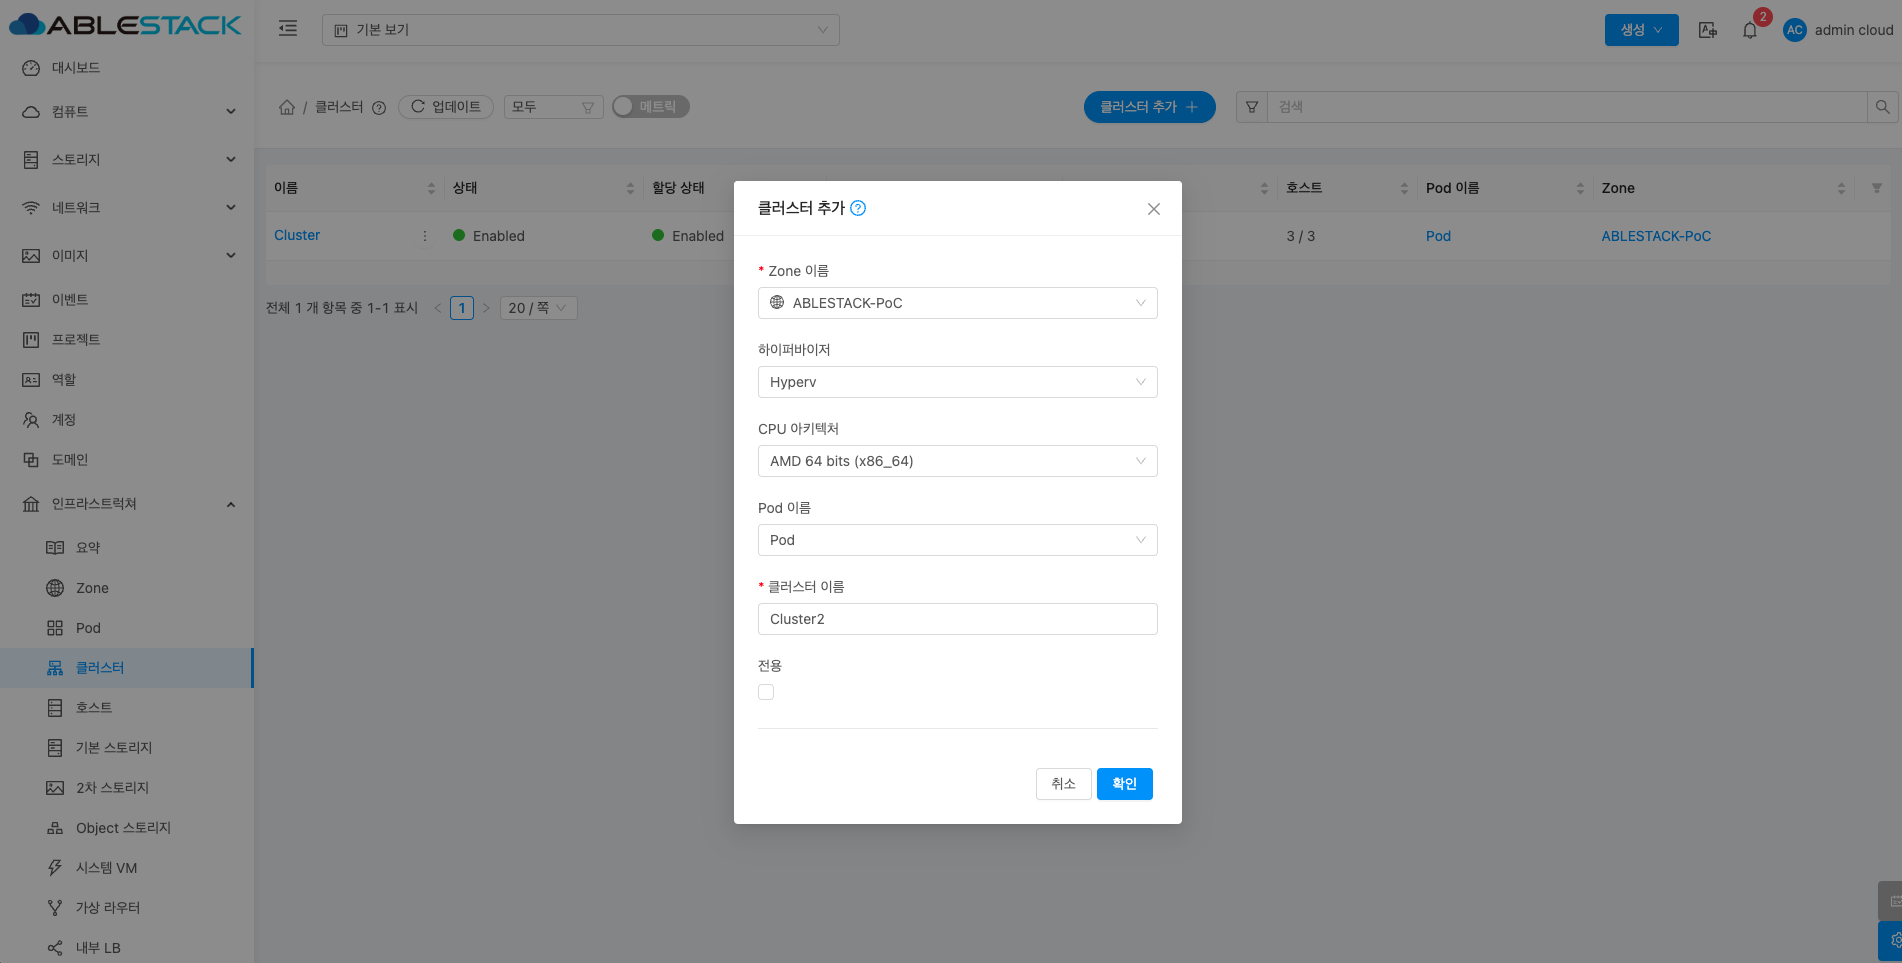 ABLESTACK
기본 보기
생성
2
AC
admin cloud
대시보드
컴퓨트
스토리지
네트워크
이미지
이벤트
프로젝트
역할
계정
도메인
인프라스트럭쳐
요약
Zone
Pod
클러스터
호스트
기본 스토리지
2차 스토리지
Object 스토리지
시스템 VM
가상 라우터
내부 LB
/ 클러스터
업데이트
모두
메트릭
클러스터 추가
검색
이름 상태 할당 상태 호스트 Pod 이름 Zone
Cluster Enabled Enabled 3 / 3 Pod ABLESTACK-PoC
전체 1 개 항목 중 1-1 표시 1 20 / 쪽
클러스터 추가
* Zone 이름
ABLESTACK-PoC
하이퍼바이저
Hyperv
CPU 아키텍처
AMD 64 bits (x86_64)
Pod 이름
Pod
* 클러스터 이름
Cluster2
전용
취소 확인